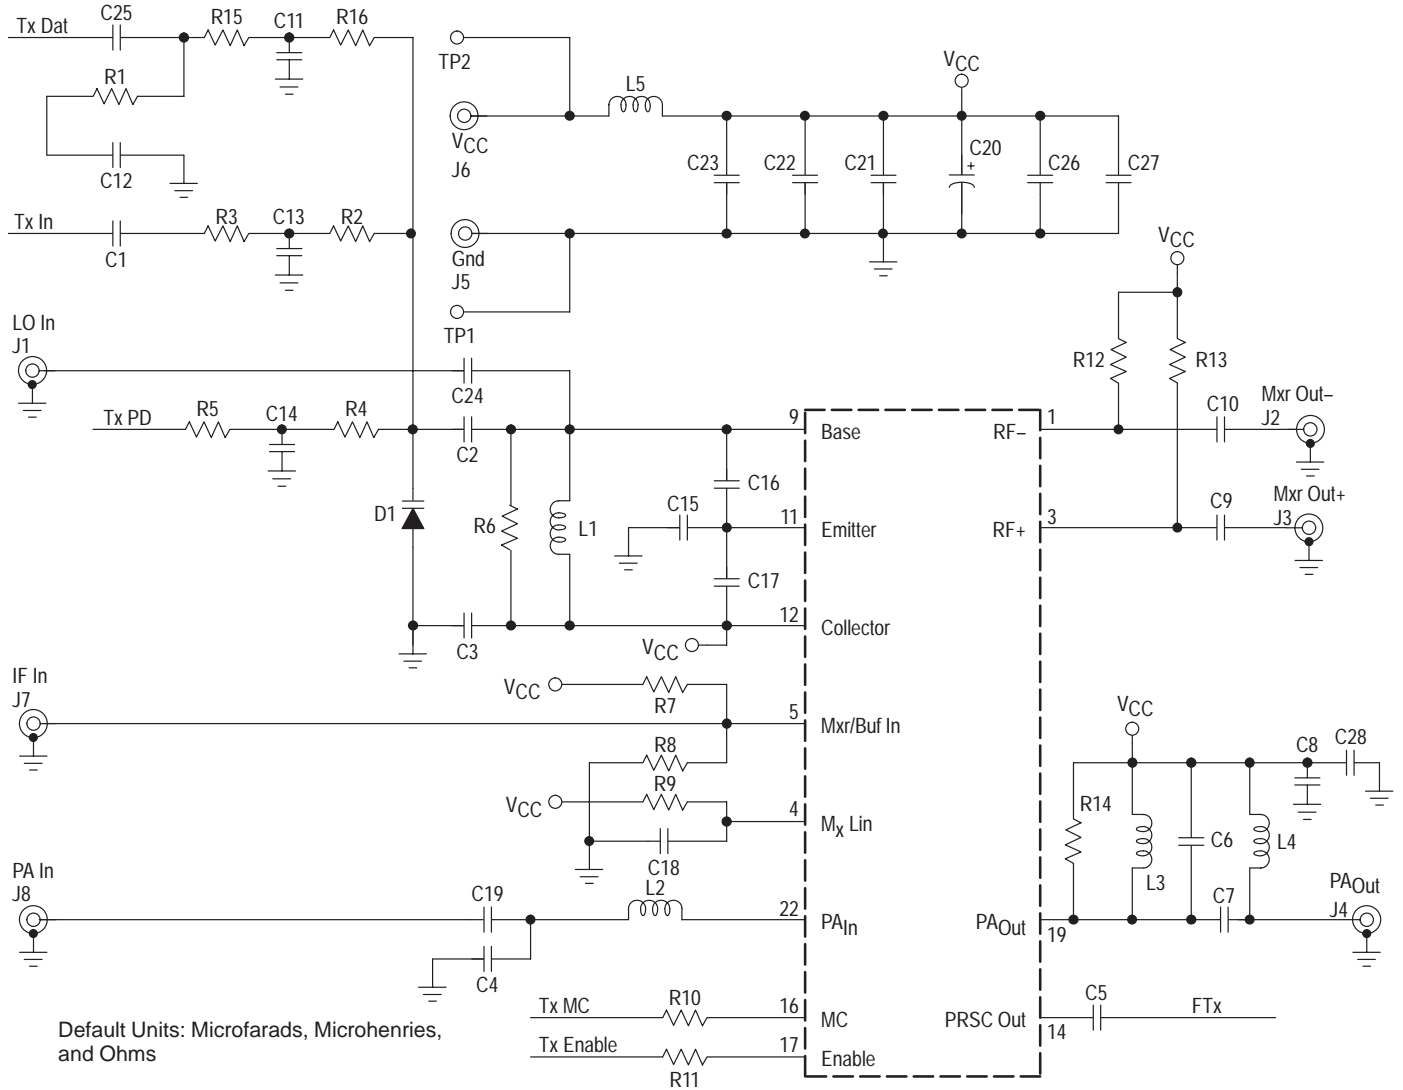 C25
R15
C11
R16
Tx Dat
TP2
VCC
R1
L5
C12
VCC
J6
C23
C22
C21
C20
+
C26
C27
Tx In
R3
C13
R2
C1
Gnd
J5
VCC
LO In
J1
TP1
R12
R13
C24
Tx PD
R5
C14
R4
C2
9
Base
RF–
1
C10
Mxr Out–
J2
D1
R6
L1
C15
C16
11
Emitter
RF+
3
C9
Mxr Out+
J3
C17
12
Collector
C3
VCC
IF In
J7
VCC
R7
5
Mxr/Buf In
VCC
C8
C28
R8
R9
VCC
4
Mx Lin
R14
C6
L4
C18
L3
PA In
J8
C19
L2
22
PAIn
PAOut
19
C7
PAOut
J4
C4
Tx MC
R10
16
MC
PRSC Out
14
C5
FTx
Tx Enable
R11
17
Enable
Default Units: Microfarads, Microhenries,
and Ohms